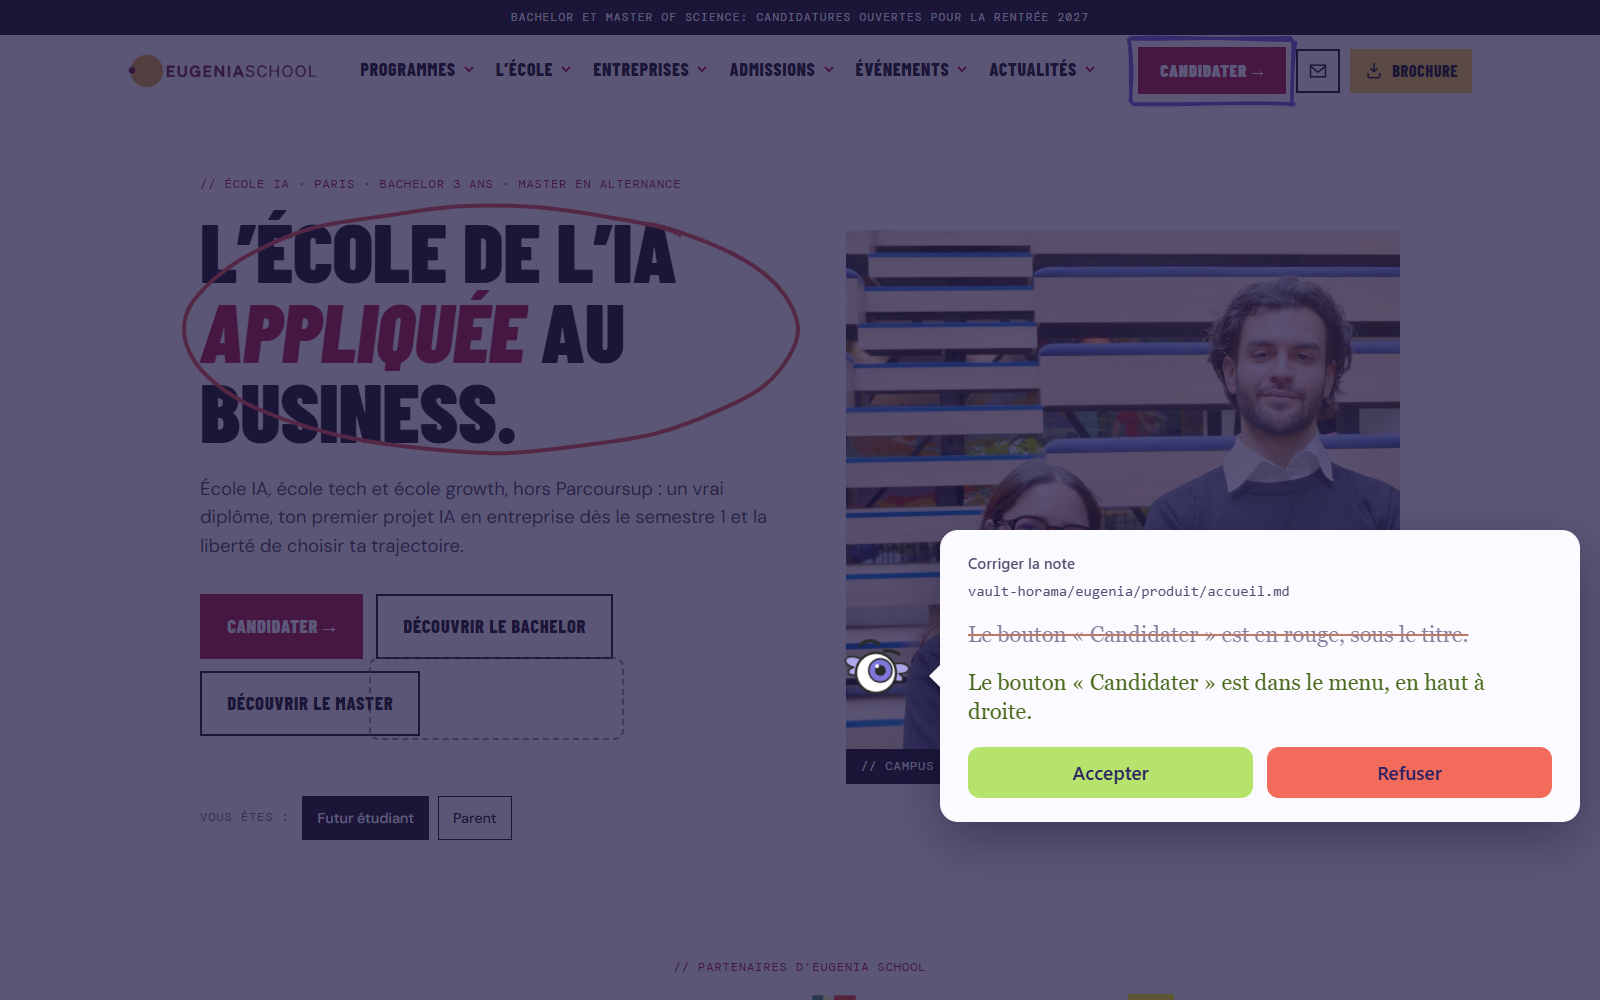 BACHELOR ET MASTER OF SCIENCE: CANDIDATURES OUVERTES POUR LA RENTRÉE 2027
EUGENIASCHOOL
PROGRAMMES
L'ÉCOLE
ENTREPRISES
ADMISSIONS
ÉVÉNEMENTS
ACTUALITÉS
CANDIDATER →
BROCHURE
// ÉCOLE IA · PARIS · BACHELOR 3 ANS · MASTER EN ALTERNANCE
L'ÉCOLE DE L'IA
APPLIQUÉE AU
BUSINESS.
École IA, école tech et école growth, hors Parcoursup : un vrai
diplôme, ton premier projet IA en entreprise dès le semestre 1 et la
liberté de choisir ta trajectoire.
CANDIDATER →
DÉCOUVRIR LE BACHELOR
DÉCOUVRIR LE MASTER
VOUS ÊTES :
Futur étudiant
Parent
// CAMPUS
Corriger la note
vault-horama/eugenia/produit/accueil.md
Le bouton « Candidater » est en rouge, sous le titre.
Le bouton « Candidater » est dans le menu, en haut à
droite.
Accepter
Refuser
// PARTENAIRES D'EUGENIA SCHOOL